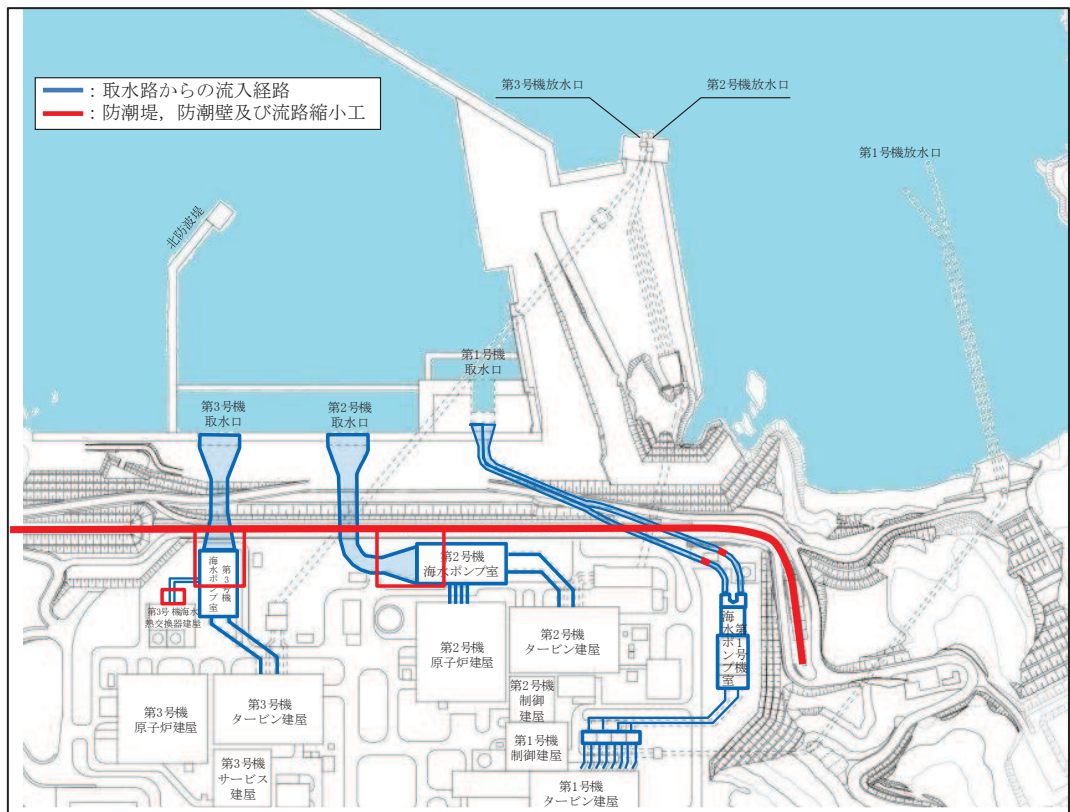 ：取水路からの流入経路
：防潮堤，防潮壁及び流路縮小工
第3号機放水口
第2号機放水口
第1号機放水口
北防波堤
第1号機
取水口
第3号機
取水口
第2号機
取水口
第3号機
海水ポンプ室
第2号機
海水ポンプ室
第3号機海水
熱交換器建屋
第1号機
海水ポンプ室
第2号機
原子炉建屋
第2号機
タービン建屋
第2号機
制御
建屋
第3号機
原子炉建屋
第3号機
タービン建屋
第1号機
制御建屋
第3号機
サービス
建屋
第1号機
タービン建屋